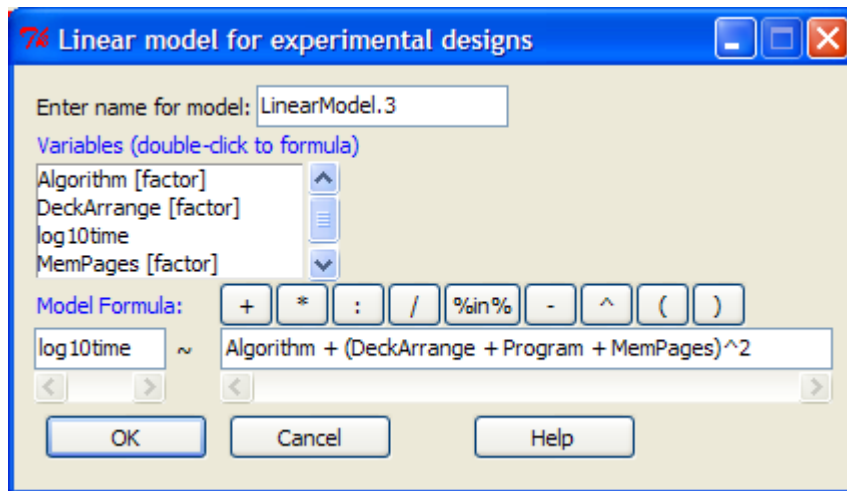 Linear model for experimental designs
Enter name for model: LinearModel.3
Variables (double-click to formula)
Algorithm [factor]
DeckArrange [factor]
log10time
MemPages [factor]
Model Formula: + * : / %in% - ^ ( )
log10time ~ Algorithm + (DeckArrange + Program + MemPages)^2
OK Cancel Help